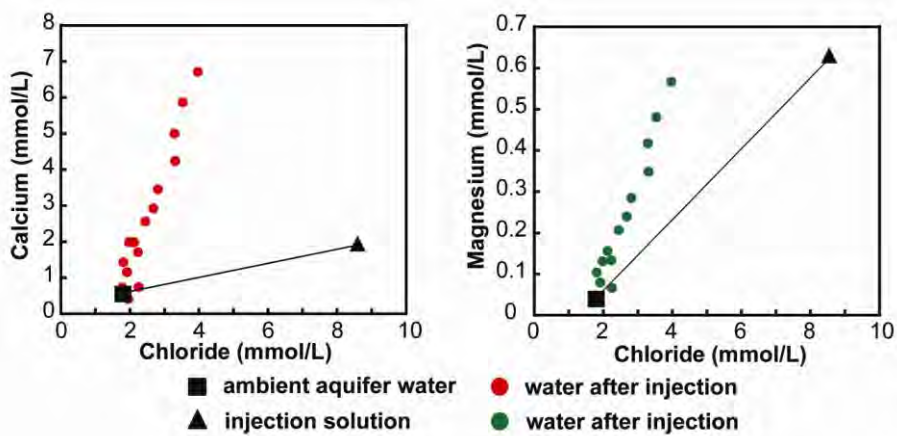 8
7
6
5
4
3
2
1
0
Calcium (mmol/L)
0 2 4 6 8 10
Chloride (mmol/L)
0.7
0.6
0.5
0.4
0.3
0.2
0.1
0
Magnesium (mmol/L)
0 2 4 6 8 10
Chloride (mmol/L)
ambient aquifer water
injection solution
water after injection
water after injection